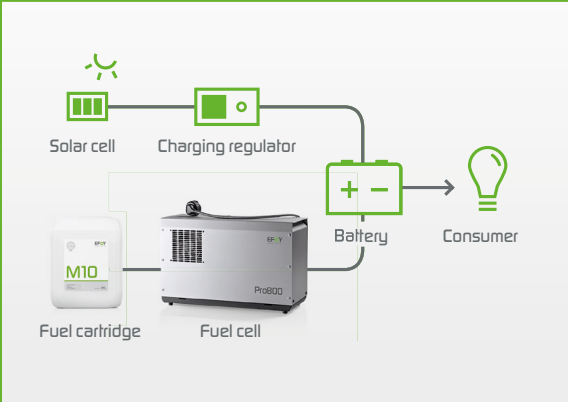 Solar cell
Charging regulator
Battery
Consumer
EFOY
M10
EFOY
Pro800
Fuel cartridge
Fuel cell